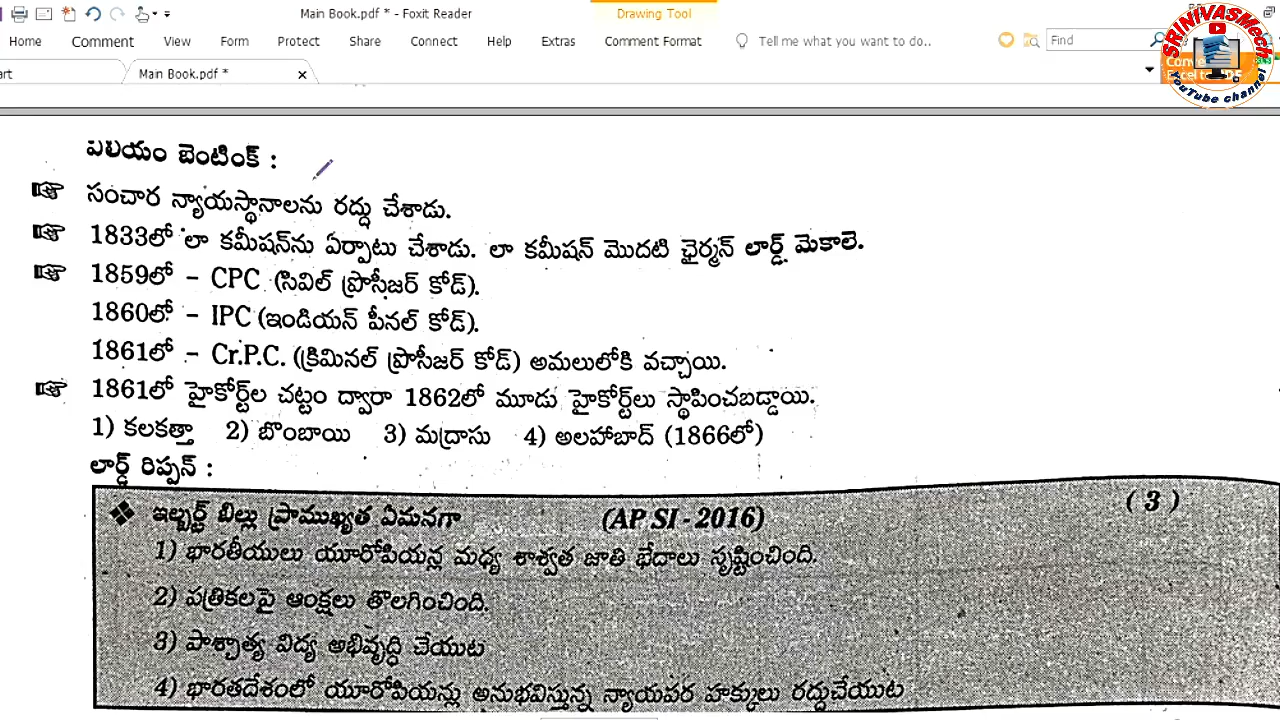 Main Book.pdf * - Foxit Reader
Drawing Tool
Home Comment View Form Protect Share Connect Help Extras Comment Format Tell me what you want to do.. Find
art
Main Book.pdf *
SRINIVASMech
YouTube channel
విలియం బెంటింక్ :
సంచార న్యాయస్థానాలను రద్దు చేశాడు.
1833లో లా కమీషన్‌ను ఏర్పాటు చేశాడు. లా కమీషన్ మొదటి ఛైర్మన్ లార్డ్ మెకాలె.
1859లో - CPC (సివిల్ ప్రొసీజర్ కోడ్).
1860లో - IPC (ఇండియన్ పీనల్ కోడ్).
1861లో - Cr.P.C. (క్రిమినల్ ప్రొసీజర్ కోడ్) అమలులోకి వచ్చాయి.
1861లో హైకోర్ట్‌ల చట్టం ద్వారా 1862లో మూడు హైకోర్ట్‌లు స్థాపించబడ్డాయి.
1) కలకత్తా 2) బొంబాయి 3) మద్రాసు 4) అలహాబాద్ (1866లో)
లార్డ్ రిప్పన్ :
❖ ఇల్బర్ట్ బిల్లు ప్రాముఖ్యత ఏమనగా (AP SI - 2016) ( 3 )
1) భారతీయులు యూరోపియన్ల మధ్య శాశ్వత జాతి భేదాలు సృష్టించింది.
2) పత్రికలపై ఆంక్షలు తొలగించింది.
3) పాశ్చాత్య విద్య అభివృద్ధి చేయుట
4) భారతదేశంలో యూరోపియన్లు అనుభవిస్తున్న న్యాయపర హక్కులు రద్దుచేయుట